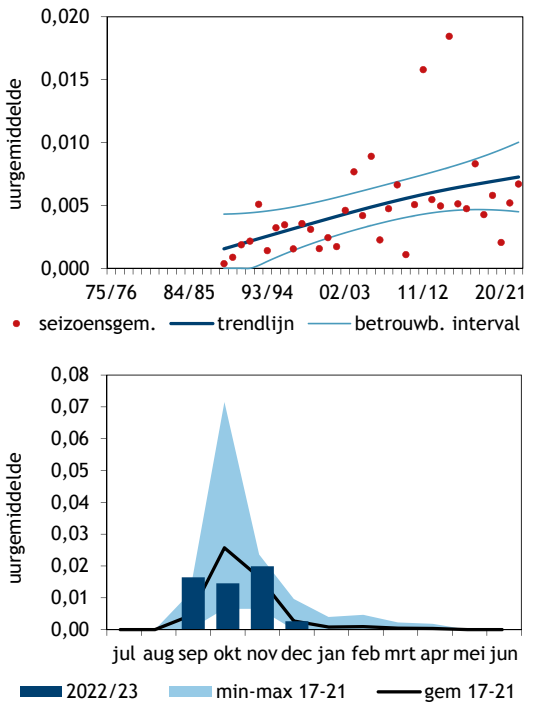 0,020
0,015
0,010
0,005
0,000
uurgemiddelde
75/76 84/85 93/94 02/03 11/12 20/21
seizoensgem. trendlijn betrouwb. interval
0,08
0,07
0,06
0,05
0,04
0,03
0,02
0,01
0,00
uurgemiddelde
jul aug sep okt nov dec jan feb mrt apr mei jun
2022/23 min-max 17-21 gem 17-21